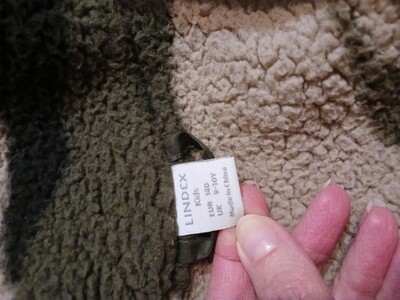 LINDEX
Kids
EUR 140
UK 9-10Y
Made in China